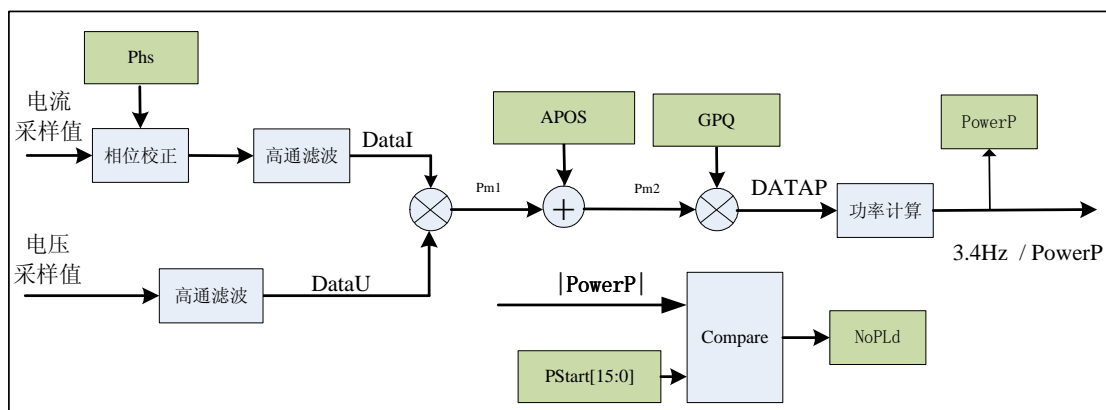 Phs
电流
采样值
相位校正
高通滤波
DataI
APOS
GPQ
PowerP
Pm1
Pm2
DATAP
功率计算
3.4Hz / PowerP
电压
采样值
高通滤波
DataU
|PowerP|
Compare
NoPLd
PStart[15:0]